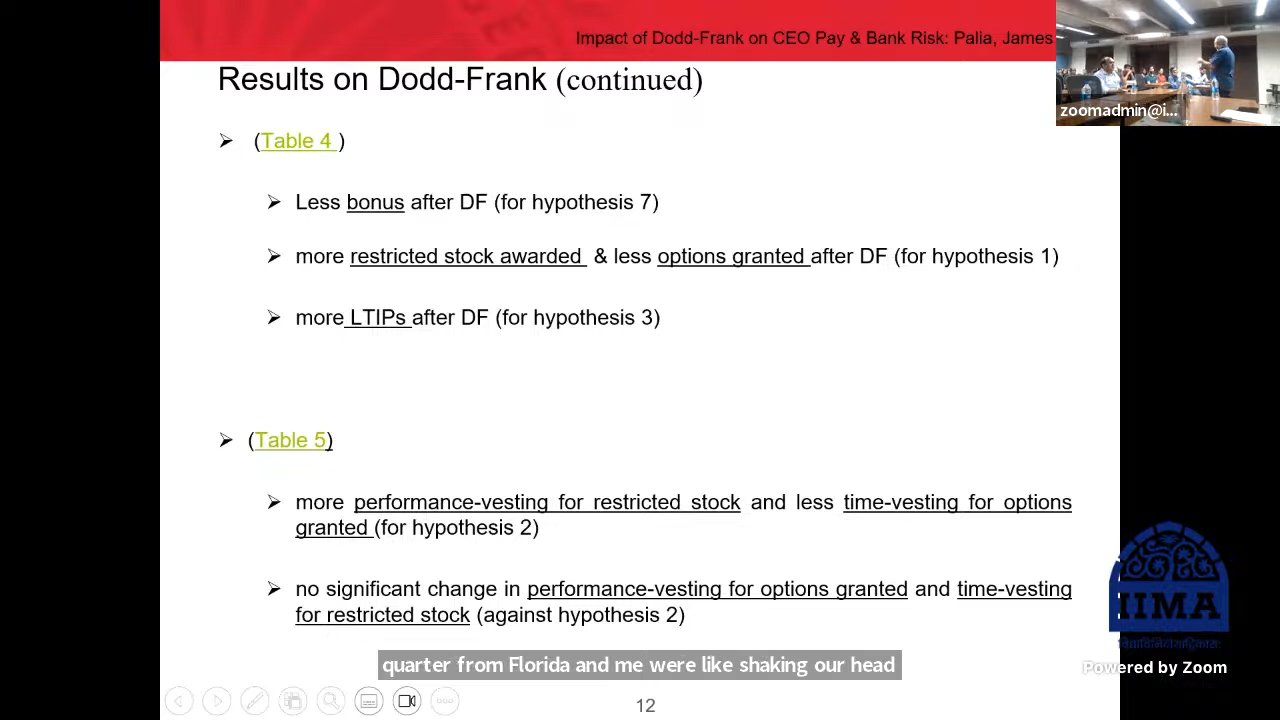 Impact of Dodd-Frank on CEO Pay & Bank Risk: Palia, James
zoomadmin@i...
Results on Dodd-Frank (continued)
(Table 4 )
Less bonus after DF (for hypothesis 7)
more restricted stock awarded & less options granted after DF (for hypothesis 1)
more LTIPs after DF (for hypothesis 3)
(Table 5)
more performance-vesting for restricted stock and less time-vesting for options
granted (for hypothesis 2)
no significant change in performance-vesting for options granted and time-vesting
for restricted stock (against hypothesis 2)
IIMA
quarter from Florida and me were like shaking our head
Powered by Zoom
12